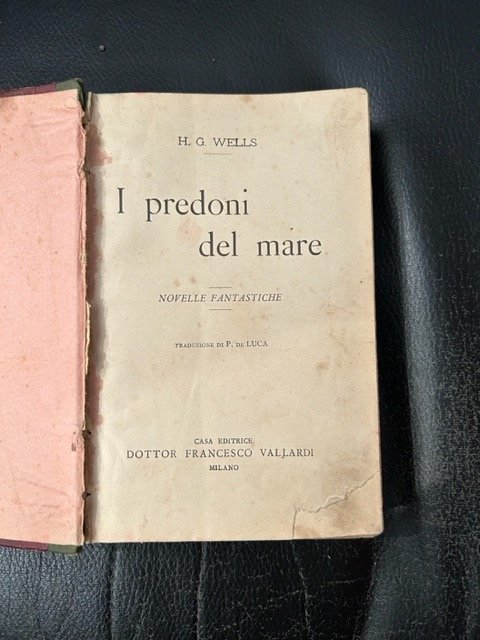 H. G. WELLS
I predoni
del mare
NOVELLE FANTASTICHE
TRADUZIONE DI P. DE LUCA
CASA EDITRICE
DOTTOR FRANCESCO VALLARDI
MILANO